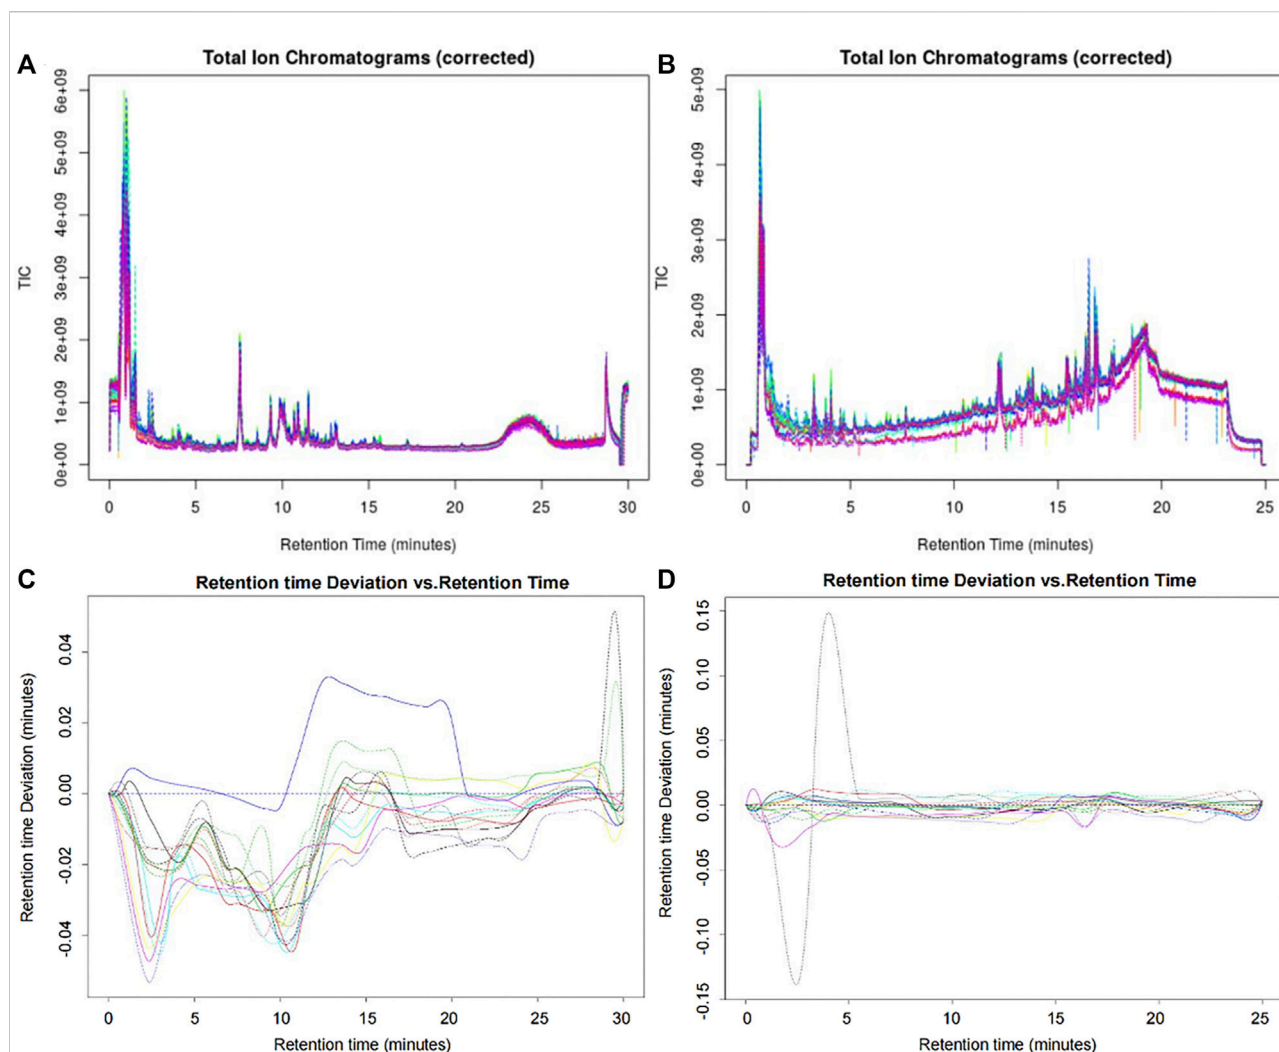 A
Total Ion Chromatograms (corrected)
6e+09
5e+09
4e+09
3e+09
2e+09
1e+09
0e+00
TIC
0 5 10 15 20 25 30
Retention Time (minutes)
B
Total Ion Chromatograms (corrected)
5e+09
4e+09
3e+09
2e+09
1e+09
0e+00
TIC
0 5 10 15 20 25
Retention Time (minutes)
C
Retention time Deviation vs.Retention Time
0.04
0.02
0.00
-0.02
-0.04
Retention time Deviation (minutes)
0 5 10 15 20 25 30
Retention time (minutes)
D
Retention time Deviation vs.Retention Time
0.15
0.10
0.05
0.00
-0.05
-0.10
-0.15
Retention time Deviation (minutes)
0 5 10 15 20 25
Retention time (minutes)